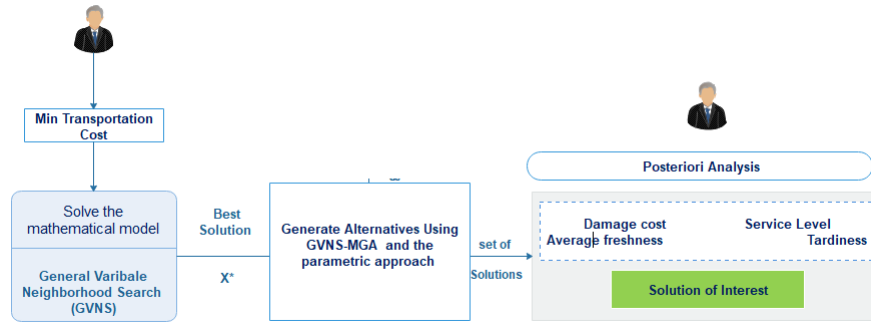 Min Transportation
Cost
Solve the
mathematical model
General Varibale
Neighborhood Search
(GVNS)
Best
Solution
X*
Generate Alternatives Using
GVNS-MGA and the
parametric approach
set of
Solutions
Posteriori Analysis
Damage cost Service Level
Average freshness Tardiness
Solution of Interest